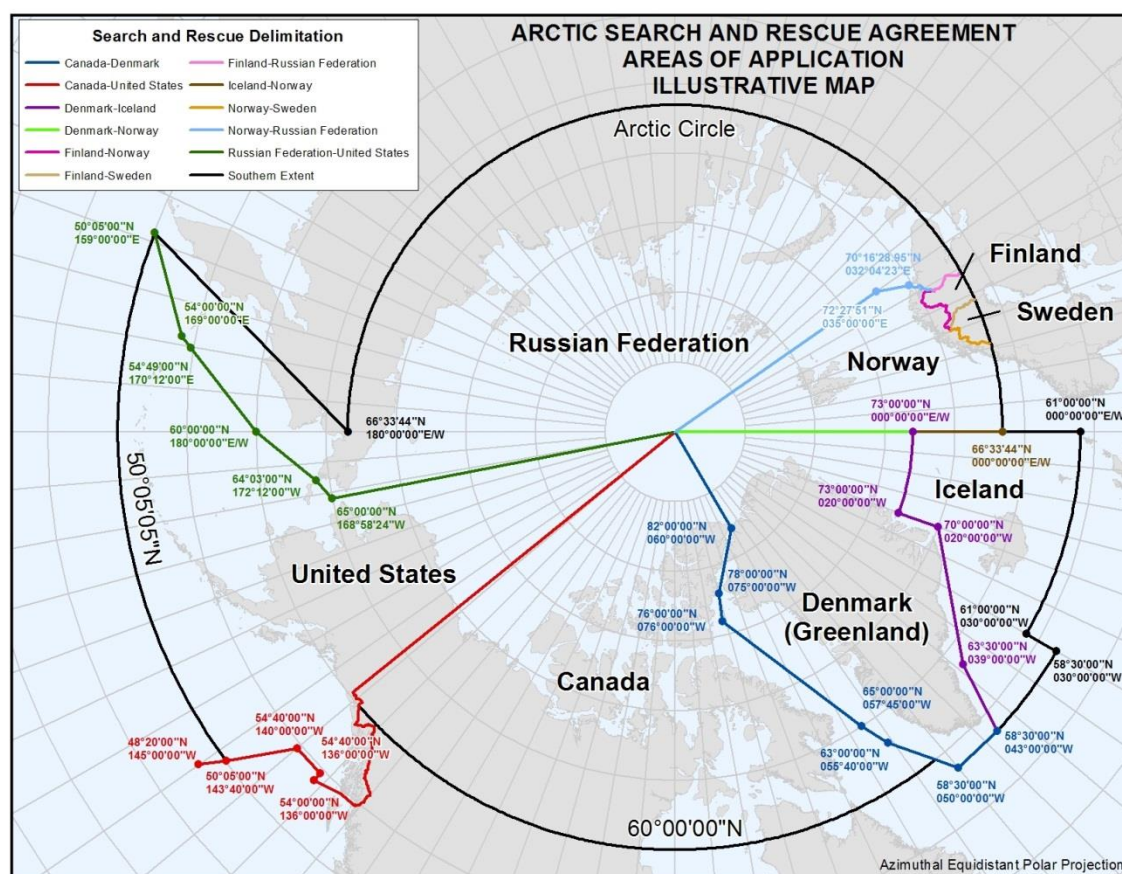 ARCTIC SEARCH AND RESCUE AGREEMENT
AREAS OF APPLICATION
ILLUSTRATIVE MAP
Search and Rescue Delimitation
Canada-Denmark
Canada-United States
Denmark-Iceland
Denmark-Norway
Finland-Norway
Finland-Sweden
Finland-Russian Federation
Iceland-Norway
Norway-Sweden
Norway-Russian Federation
Russian Federation-United States
Southern Extent
Arctic Circle
50°05'00"N
159°00'00"E
54°00'00"N
169°00'00"E
54°49'00"N
170°12'00"E
60°00'00"N
180°00'00"E/W
64°03'00"N
172°12'00"W
65°00'00"N
168°58'24"W
66°33'44"N
180°00'00"E/W
50°05'05"N
Russian Federation
70°16'28.95"N
032°04'23"E
72°27'51"N
035°00'00"E
Finland
Sweden
Norway
73°00'00"N
000°00'00"E/W
61°00'00"N
000°00'00"E/W
66°33'44"N
000°00'00"E/W
Iceland
73°00'00"N
020°00'00"W
70°00'00"N
020°00'00"W
82°00'00"N
060°00'00"W
78°00'00"N
075°00'00"W
76°00'00"N
076°00'00"W
United States
Denmark
(Greenland)
61°00'00"N
030°00'00"W
63°30'00"N
039°00'00"W
58°30'00"N
030°00'00"W
Canada
65°00'00"N
057°45'00"W
63°00'00"N
055°40'00"W
58°30'00"N
043°00'00"W
58°30'00"N
050°00'00"W
54°40'00"N
140°00'00"W
54°40'00"N
136°00'00"W
48°20'00"N
145°00'00"W
50°05'00"N
143°40'00"W
54°00'00"N
136°00'00"W
60°00'00"N
Azimuthal Equidistant Polar Projection